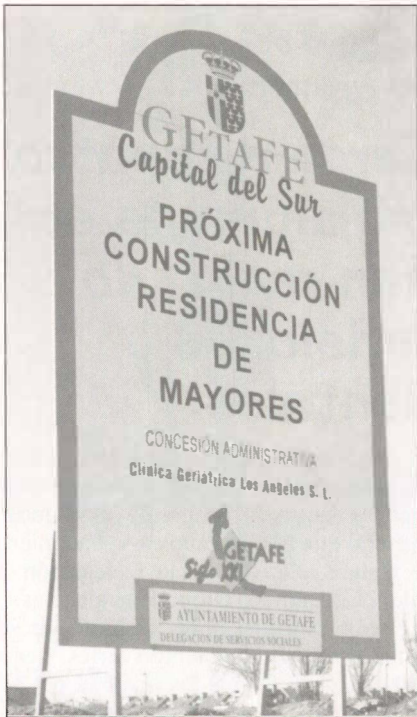 GETAFE
Capital del Sur
PRÓXIMA
CONSTRUCCIÓN
RESIDENCIA
DE
MAYORES
CONCESIÓN ADMINISTRATIVA
Clínica Geriátrica Los Angeles S. L.
GETAFE
Siglo XXI
AYUNTAMIENTO DE GETAFE
DELEGACION DE SERVICIOS SOCIALES